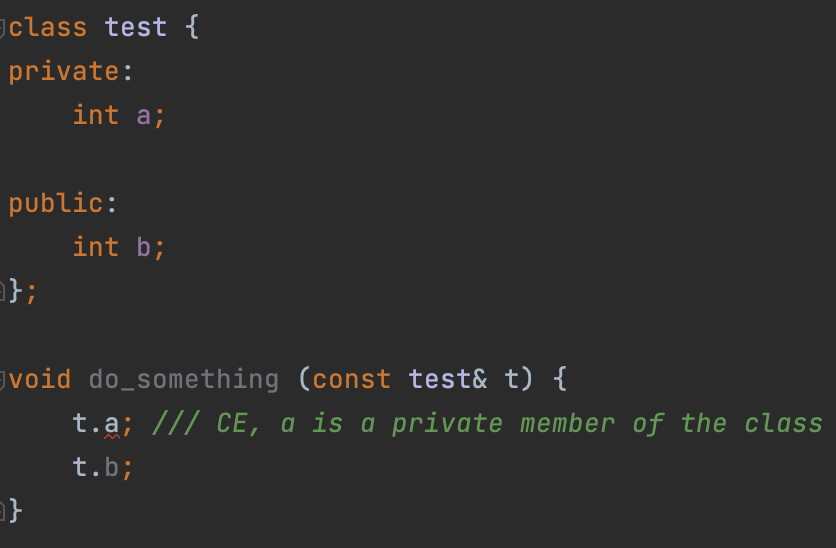 class test {
private:
    int a;

public:
    int b;
};

void do_something (const test& t) {
    t.a; /// CE, a is a private member of the class
    t.b;
}